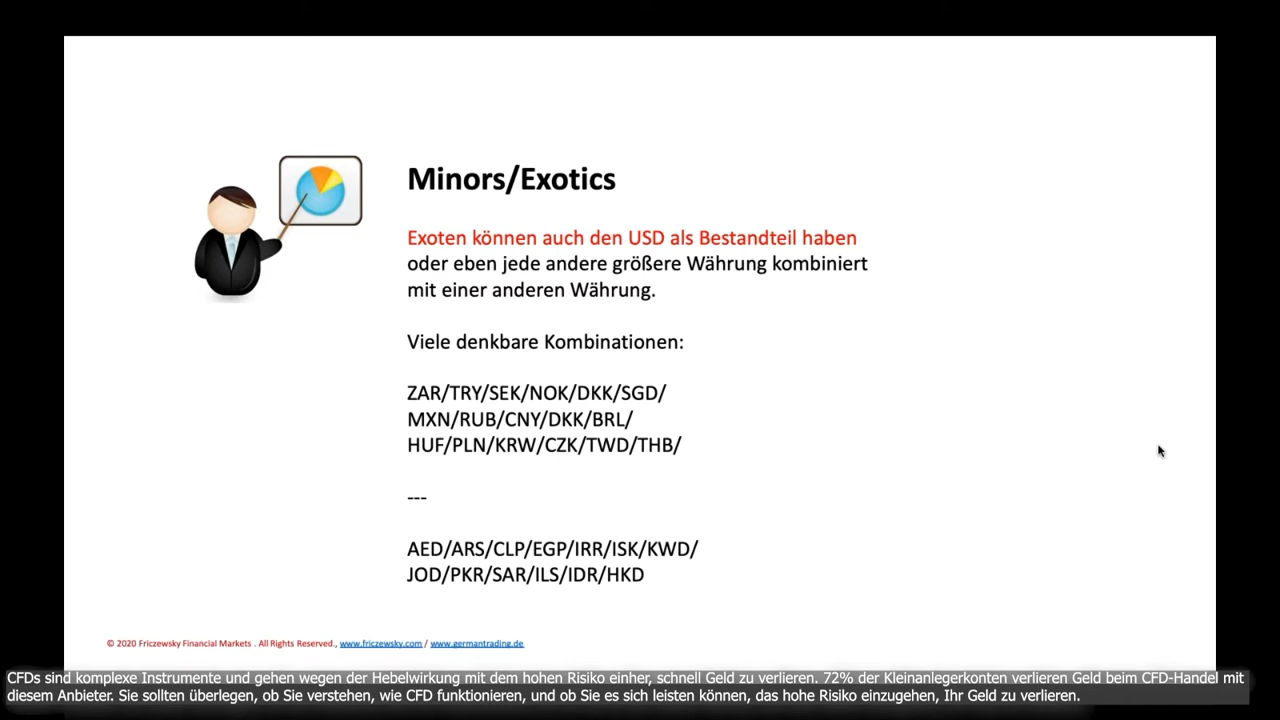 Minors/Exotics
Exoten können auch den USD als Bestandteil haben
oder eben jede andere größere Währung kombiniert
mit einer anderen Währung.
Viele denkbare Kombinationen:
ZAR/TRY/SEK/NOK/DKK/SGD/
MXN/RUB/CNY/DKK/BRL/
HUF/PLN/KRW/CZK/TWD/THB/
---
AED/ARS/CLP/EGP/IRR/ISK/KWD/
JOD/PKR/SAR/ILS/IDR/HKD
© 2020 Friczewsky Financial Markets . All Rights Reserved., www.friczewsky.com / www.germantrading.de
CFDs sind komplexe Instrumente und gehen wegen der Hebelwirkung mit dem hohen Risiko einher, schnell Geld zu verlieren. 72% der Kleinanlegerkonten verlieren Geld beim CFD-Handel mit
diesem Anbieter. Sie sollten überlegen, ob Sie verstehen, wie CFD funktionieren, und ob Sie es sich leisten können, das hohe Risiko einzugehen, Ihr Geld zu verlieren.